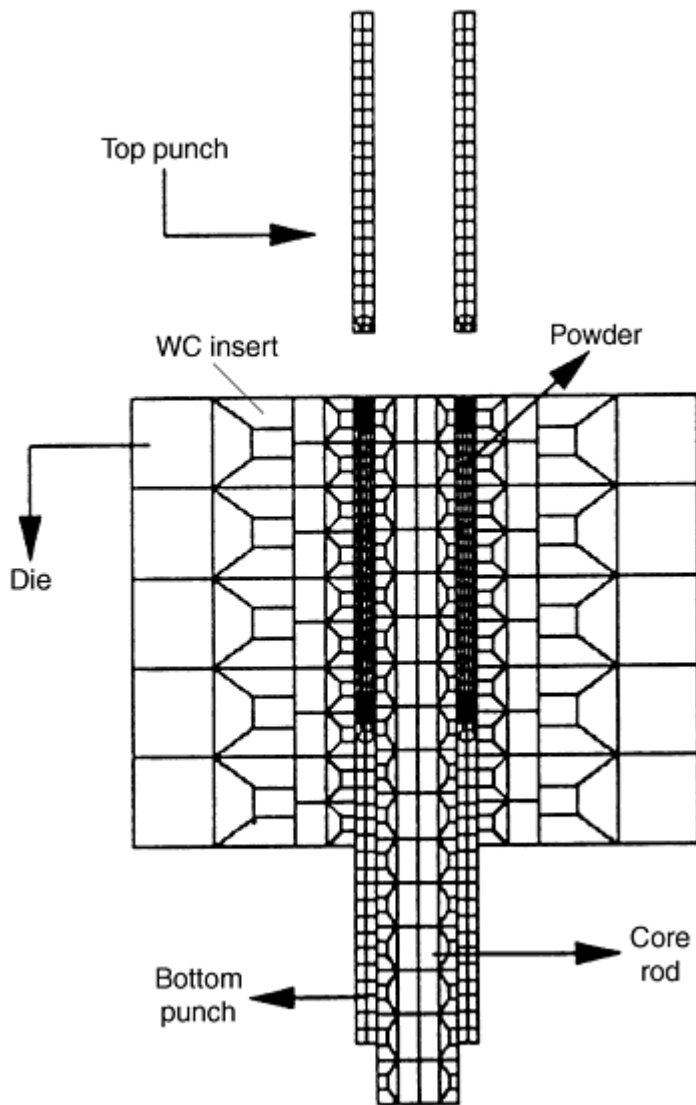 Top punch
WC insert
Powder
Die
Core
rod
Bottom
punch